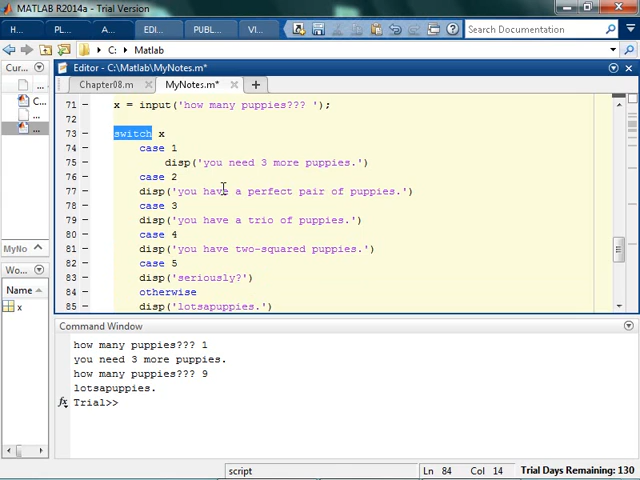 MATLAB R2014a - Trial Version
H... P... A... EDI... PUBL... VI... Search Documentation
C: Matlab
Curr... Editor - C:\Matlab\MyNotes.m*
Chapter08.m MyNotes.m*
71 x = input('how many puppies??? ');
72
73 switch x
74 case 1
75 disp('you need 3 more puppies.')
76 case 2
77 disp('you have a perfect pair of puppies.')
78 case 3
79 disp('you have a trio of puppies.')
80 case 4
81 disp('you have two-squared puppies.')
82 case 5
83 disp('seriously?')
84 otherwise
85 disp('lotsapuppies.')
MyNo
Wo...
Name
x
Command Window
how many puppies??? 1
you need 3 more puppies.
how many puppies??? 9
lotsapuppies.
fx Trial>>
script Ln 84 Col 14 Trial Days Remaining: 130